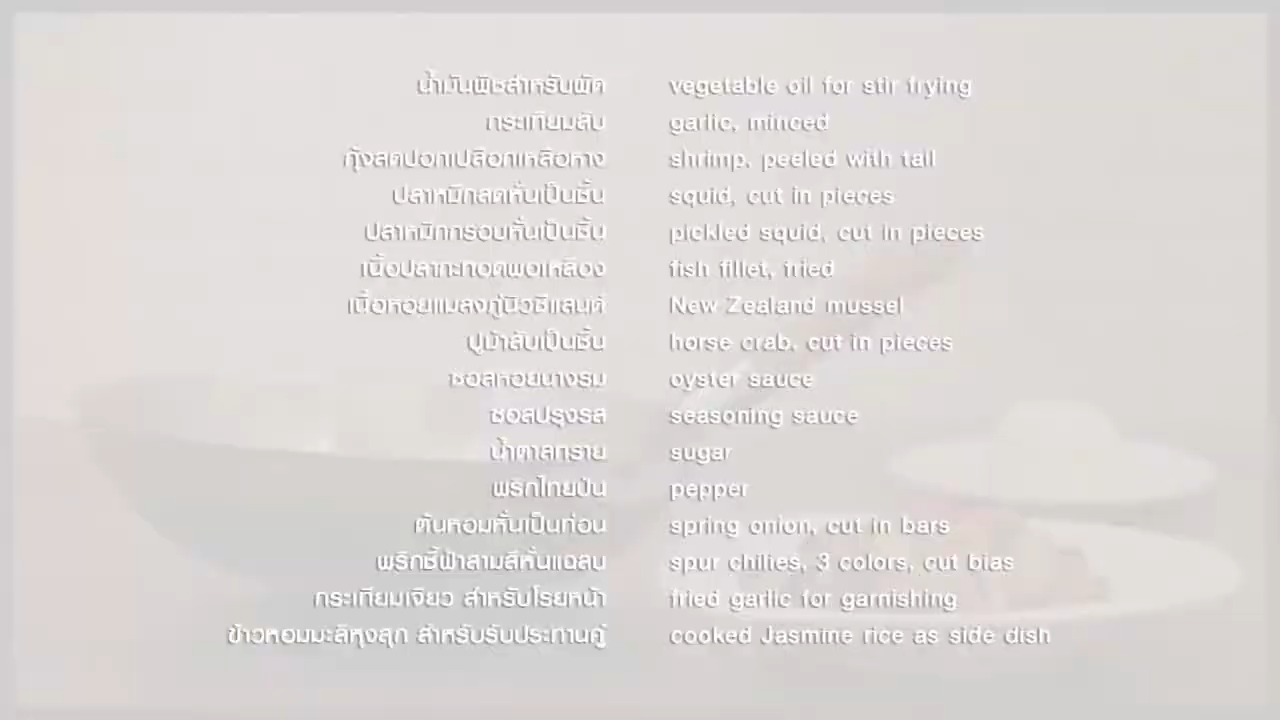 น้ำมันพืชสำหรับผัด vegetable oil for stir frying
กระเทียมสับ garlic, minced
กุ้งสดปอกเปลือกเหลือหาง shrimp, peeled with tail
ปลาหมึกสดหั่นเป็นชิ้น squid, cut in pieces
ปลาหมึกกรอบหั่นเป็นชิ้น pickled squid, cut in pieces
เนื้อปลากะทอดพอเหลือง fish fillet, fried
เนื้อหอยแมลงภู่นิวซีแลนด์ New Zealand mussel
ปูม้าสับเป็นชิ้น horse crab, cut in pieces
ซอสหอยนางรม oyster sauce
ซอสปรุงรส seasoning sauce
น้ำตาลทราย sugar
พริกไทยป่น pepper
ต้นหอมหั่นเป็นท่อน spring onion, cut in bars
พริกชี้ฟ้าสามสีหั่นแฉลบ spur chilies, 3 colors, cut bias
กระเทียมเจียว สำหรับโรยหน้า fried garlic for garnishing
ข้าวหอมมะลิหุงสุก สำหรับรับประทานคู่ cooked Jasmine rice as side dish